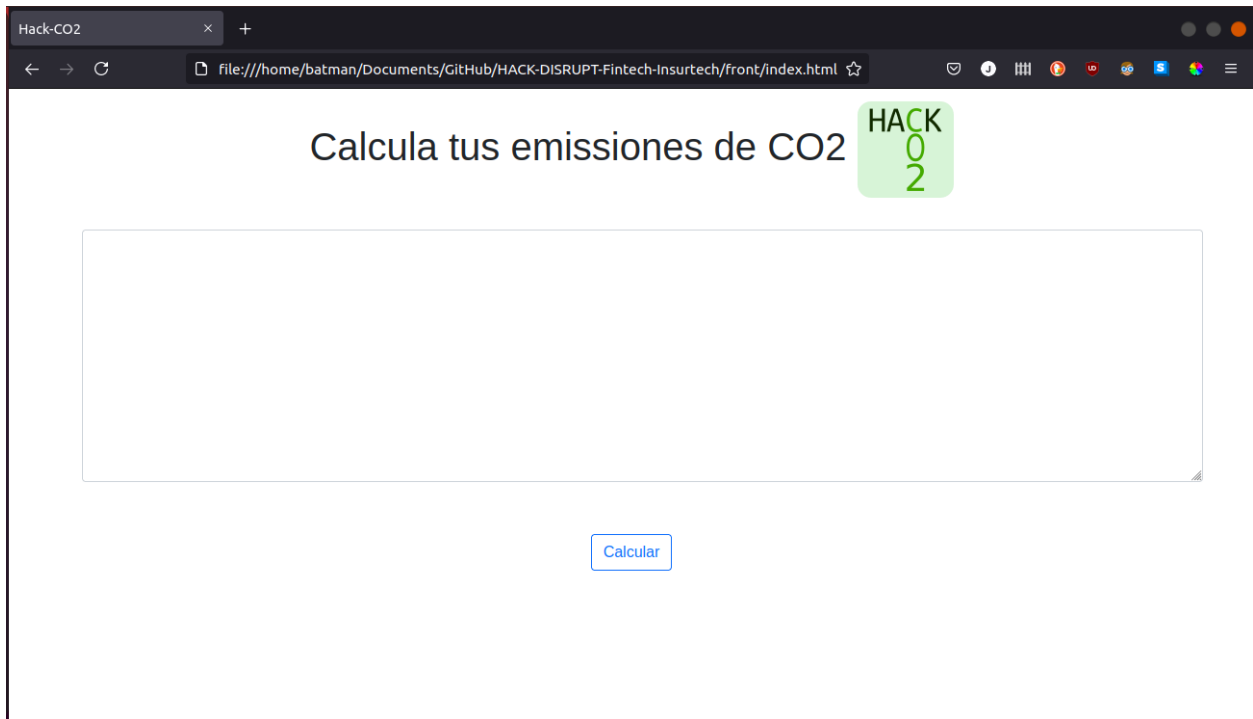 Hack-CO2
file:///home/batman/Documents/GitHub/HACK-DISRUPT-Fintech-Insurtech/front/index.html
J
UD
S
Calcula tus emissiones de CO2
HACK
O
2
Calcular